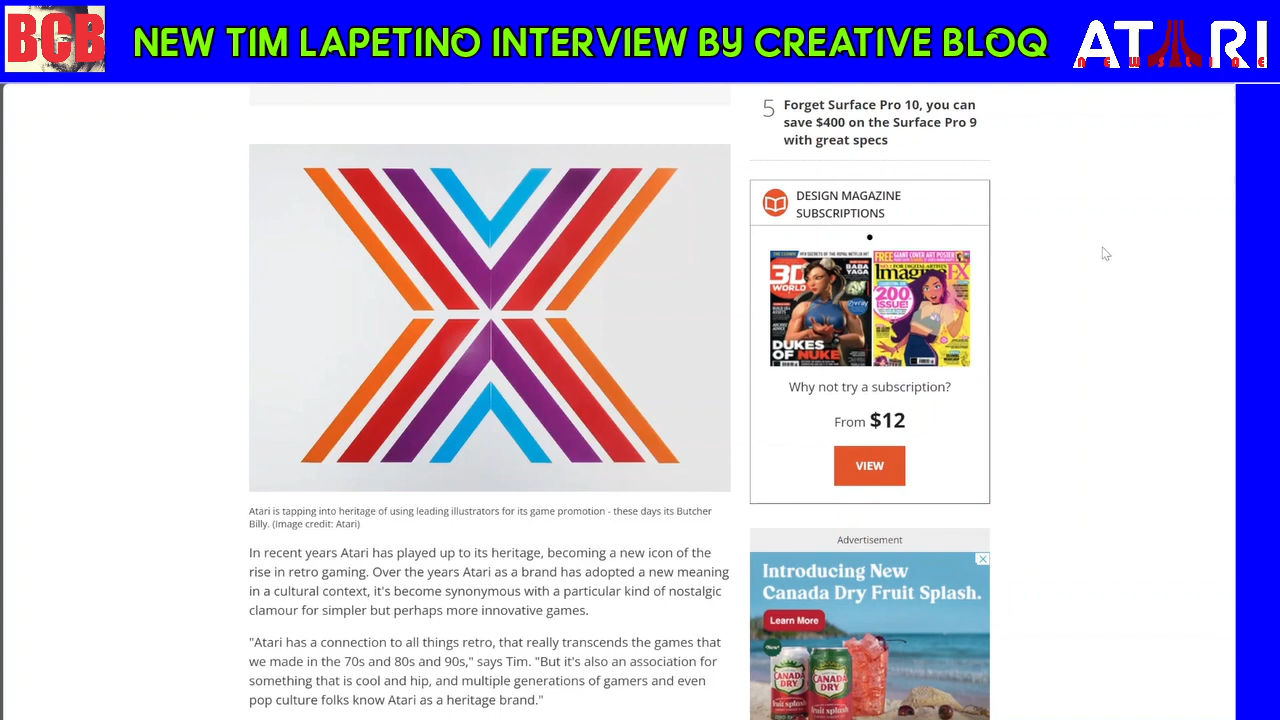 BCB
NEW TIM LAPETINO INTERVIEW BY CREATIVE BLOQ
ATARI
5
Forget Surface Pro 10, you can
save $400 on the Surface Pro 9
with great specs
DESIGN MAGAZINE
SUBSCRIPTIONS
3D
WORLD
BABA
YAGA
DUKES
OF NUKE
FREE GIANT COVER ART POSTER
ImagineFX
200
ISSUE!
Why not try a subscription?
From $12
VIEW
Atari is tapping into heritage of using leading illustrators for its game promotion - these days its Butcher
Billy. (Image credit: Atari)
In recent years Atari has played up to its heritage, becoming a new icon of the
rise in retro gaming. Over the years Atari as a brand has adopted a new meaning
in a cultural context, it's become synonymous with a particular kind of nostalgic
clamour for simpler but perhaps more innovative games.
"Atari has a connection to all things retro, that really transcends the games that
we made in the 70s and 80s and 90s," says Tim. "But it's also an association for
something that is cool and hip, and multiple generations of gamers and even
pop culture folks know Atari as a heritage brand."
Advertisement
Introducing New
Canada Dry Fruit Splash.
Learn More
CANADA
DRY
fruit splash
CANADA
DRY
fruit splash